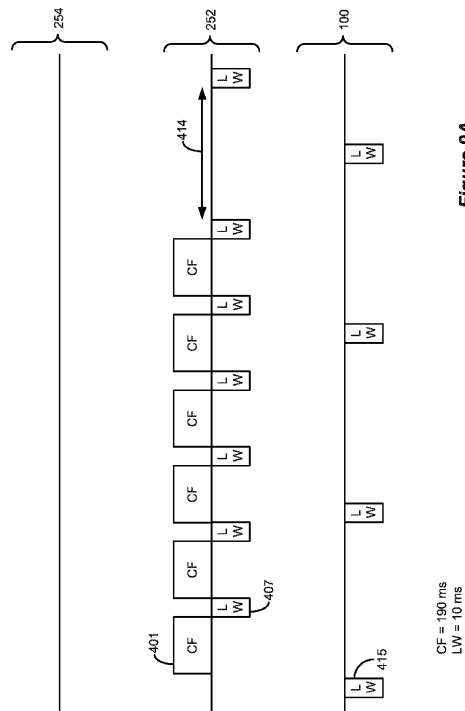 254
252
100
414
401
CF
CF
CF
CF
CF
CF
L W
L W
L W
L W
L W
L W
L W
407
L W
L W
L W
L W
415
CF = 190 ms
LW = 10 ms
Figure